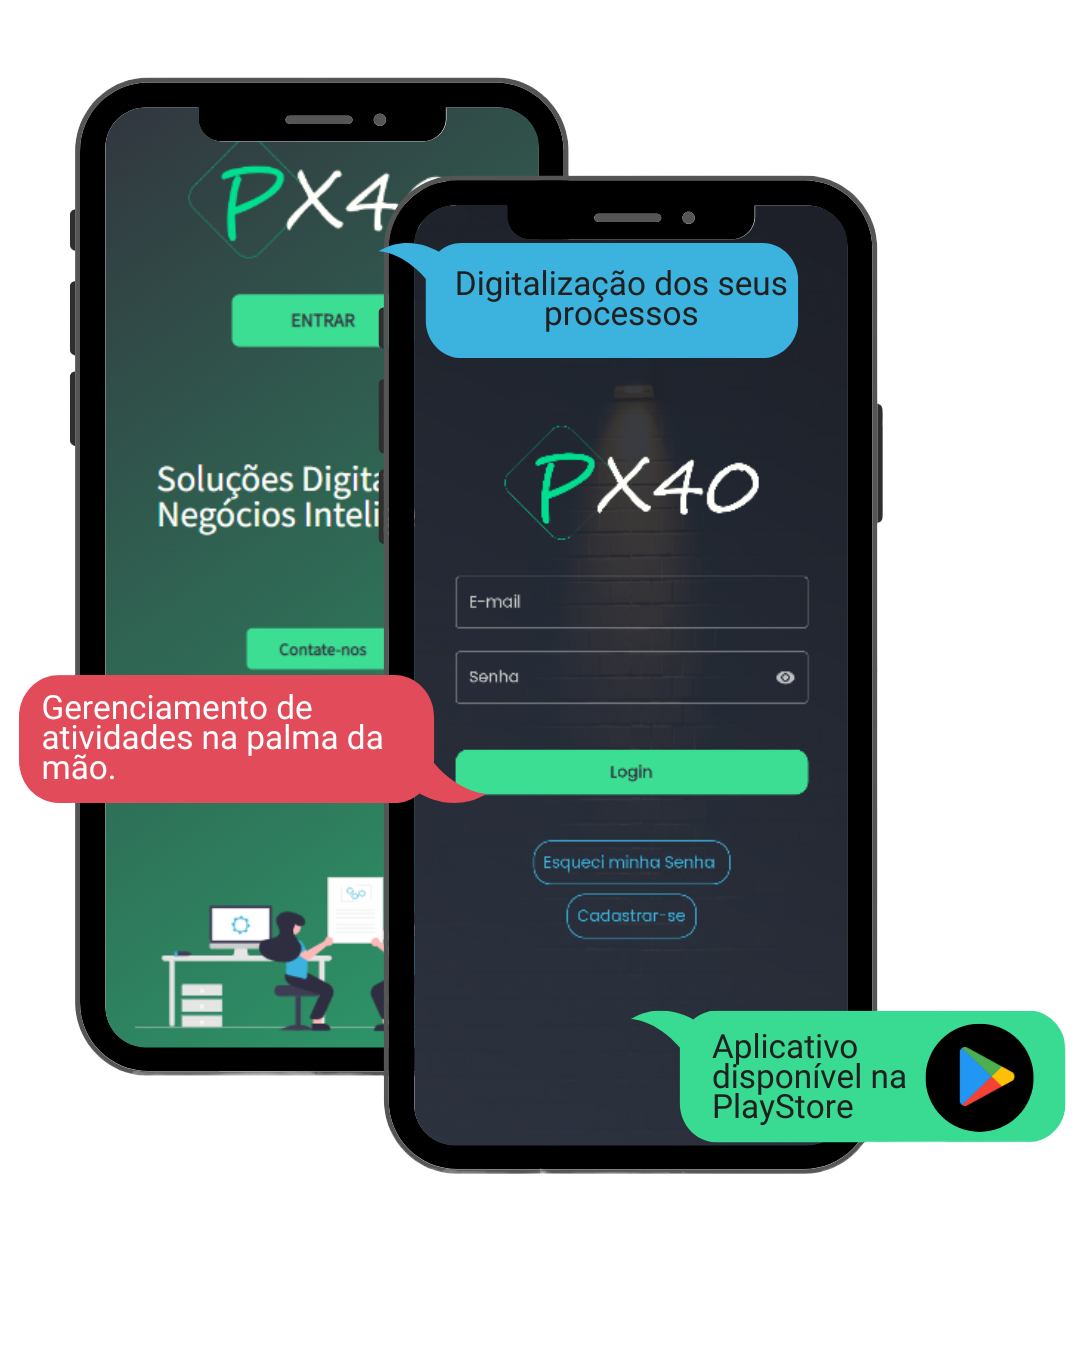 PX4
ENTRAR
Soluções Digita
Negócios Inteli
Contate-nos
Digitalização dos seus
processos
PX40
E-mail
Senha
Login
Esqueci minha Senha
Cadastrar-se
Gerenciamento de
atividades na palma da
mão.
Aplicativo
disponível na
PlayStore